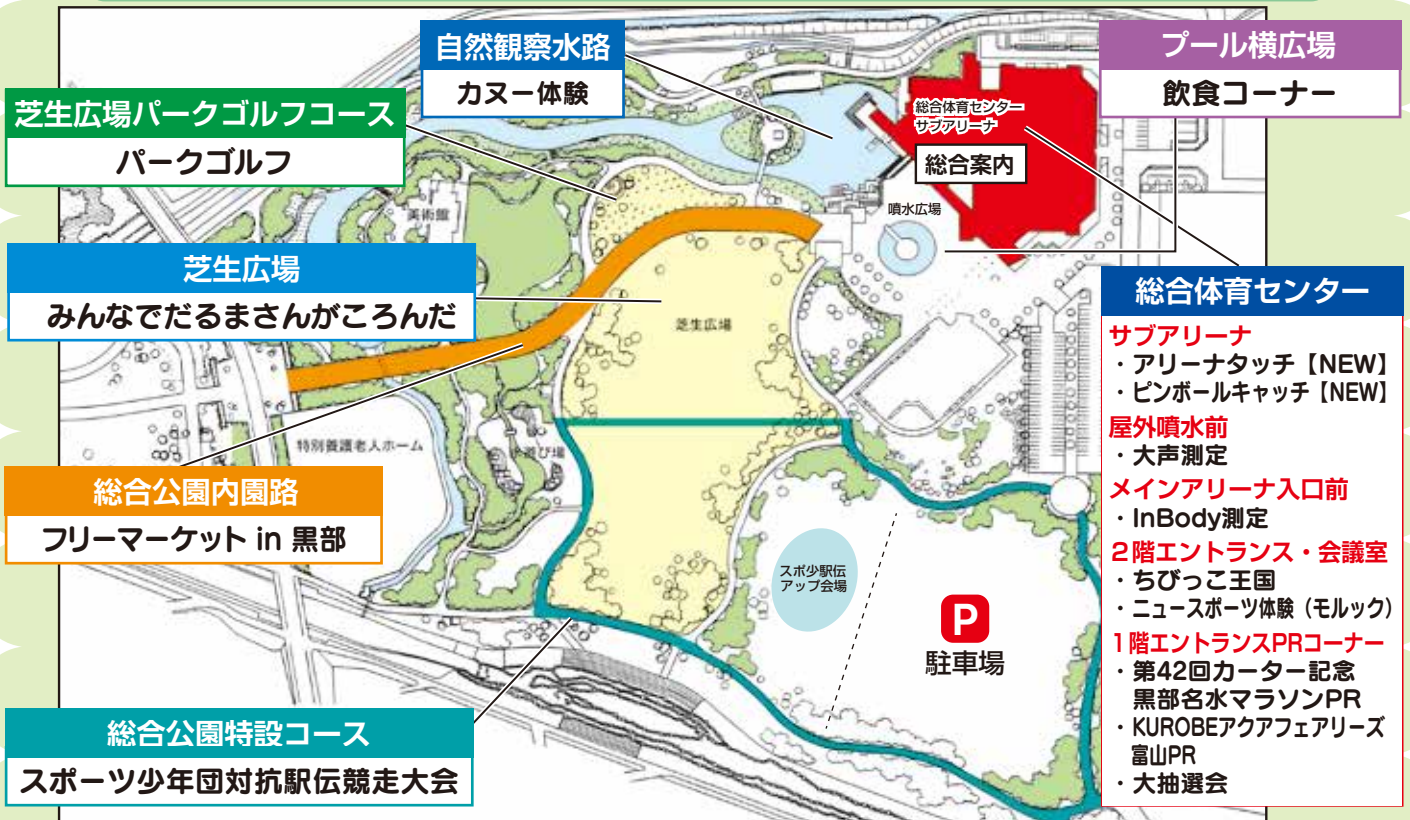 自然観察水路
カヌー体験
プール横広場
飲食コーナー
芝生広場パークゴルフコース
パークゴルフ
総合体育センター
サブアリーナ
総合案内
美術館
噴水広場
芝生広場
みんなでだるまさんがころんだ
芝生広場
特別養護老人ホーム
総合公園内園路
フリーマーケット in 黒部
スポ少駅伝
アップ会場
P
駐車場
総合公園特設コース
スポーツ少年団対抗駅伝競走大会
総合体育センター
サブアリーナ
・アリーナタッチ【NEW】
・ピンボールキャッチ【NEW】
屋外噴水前
・大声測定
メインアリーナ入口前
・InBody測定
2階エントランス・会議室
・ちびっこ王国
・ニュースポーツ体験（モルック）
1階エントランスPRコーナー
・第42回カーター記念
黒部名水マラソンPR
・KUROBEアクアフェアリーズ
富山PR
・大抽選会